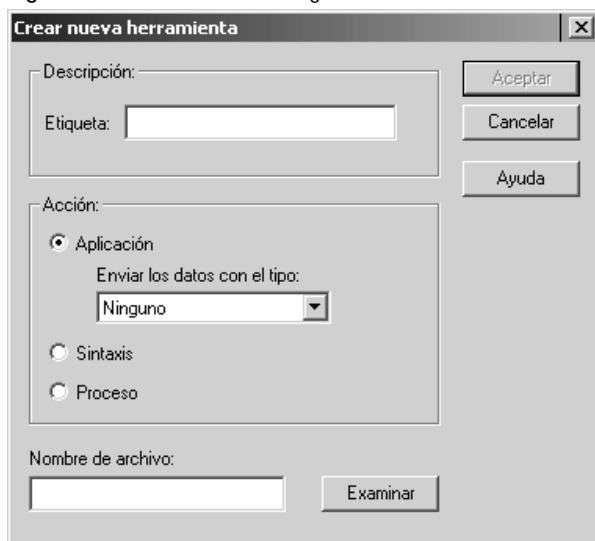 Crear nueva herramienta
Descripción:
Etiqueta:
Aceptar
Cancelar
Ayuda
Acción:
Aplicación
Enviar los datos con el tipo:
Ninguno
Sintaxis
Proceso
Nombre de archivo:
Examinar